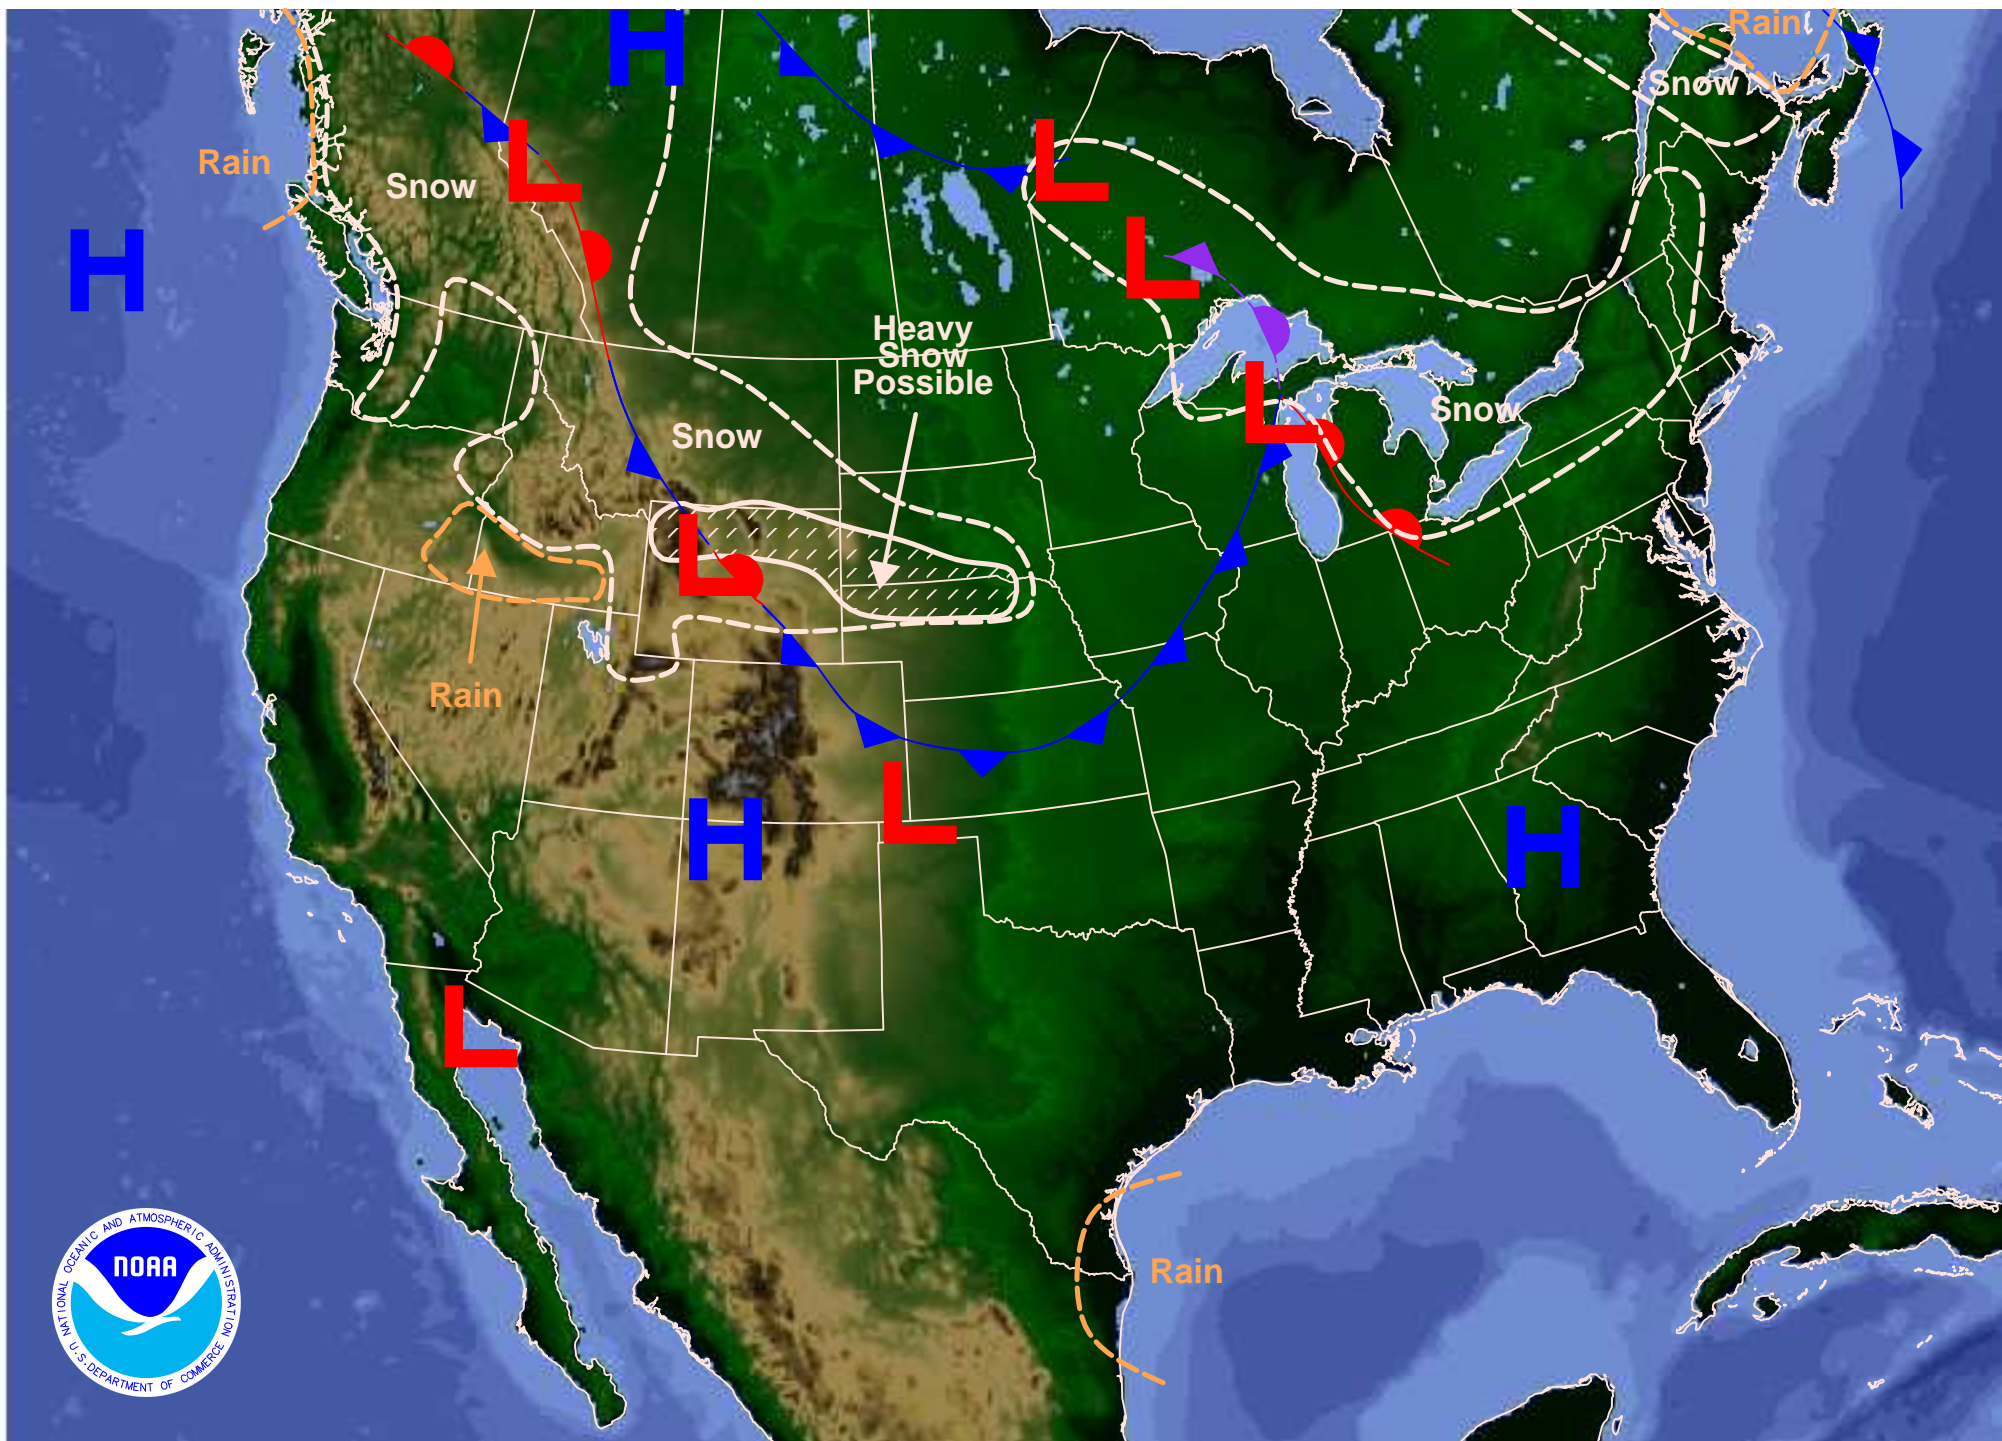 H
Rain
Snow
Rain
L
L
Snow
H
L
Heavy
Snow
Possible
L
Snow
Snow
L
Rain
L
H
H
L
Rain
NATIONAL OCEANIC AND ATMOSPHERIC ADMINISTRATION
NOAA
U.S. DEPARTMENT OF COMMERCE